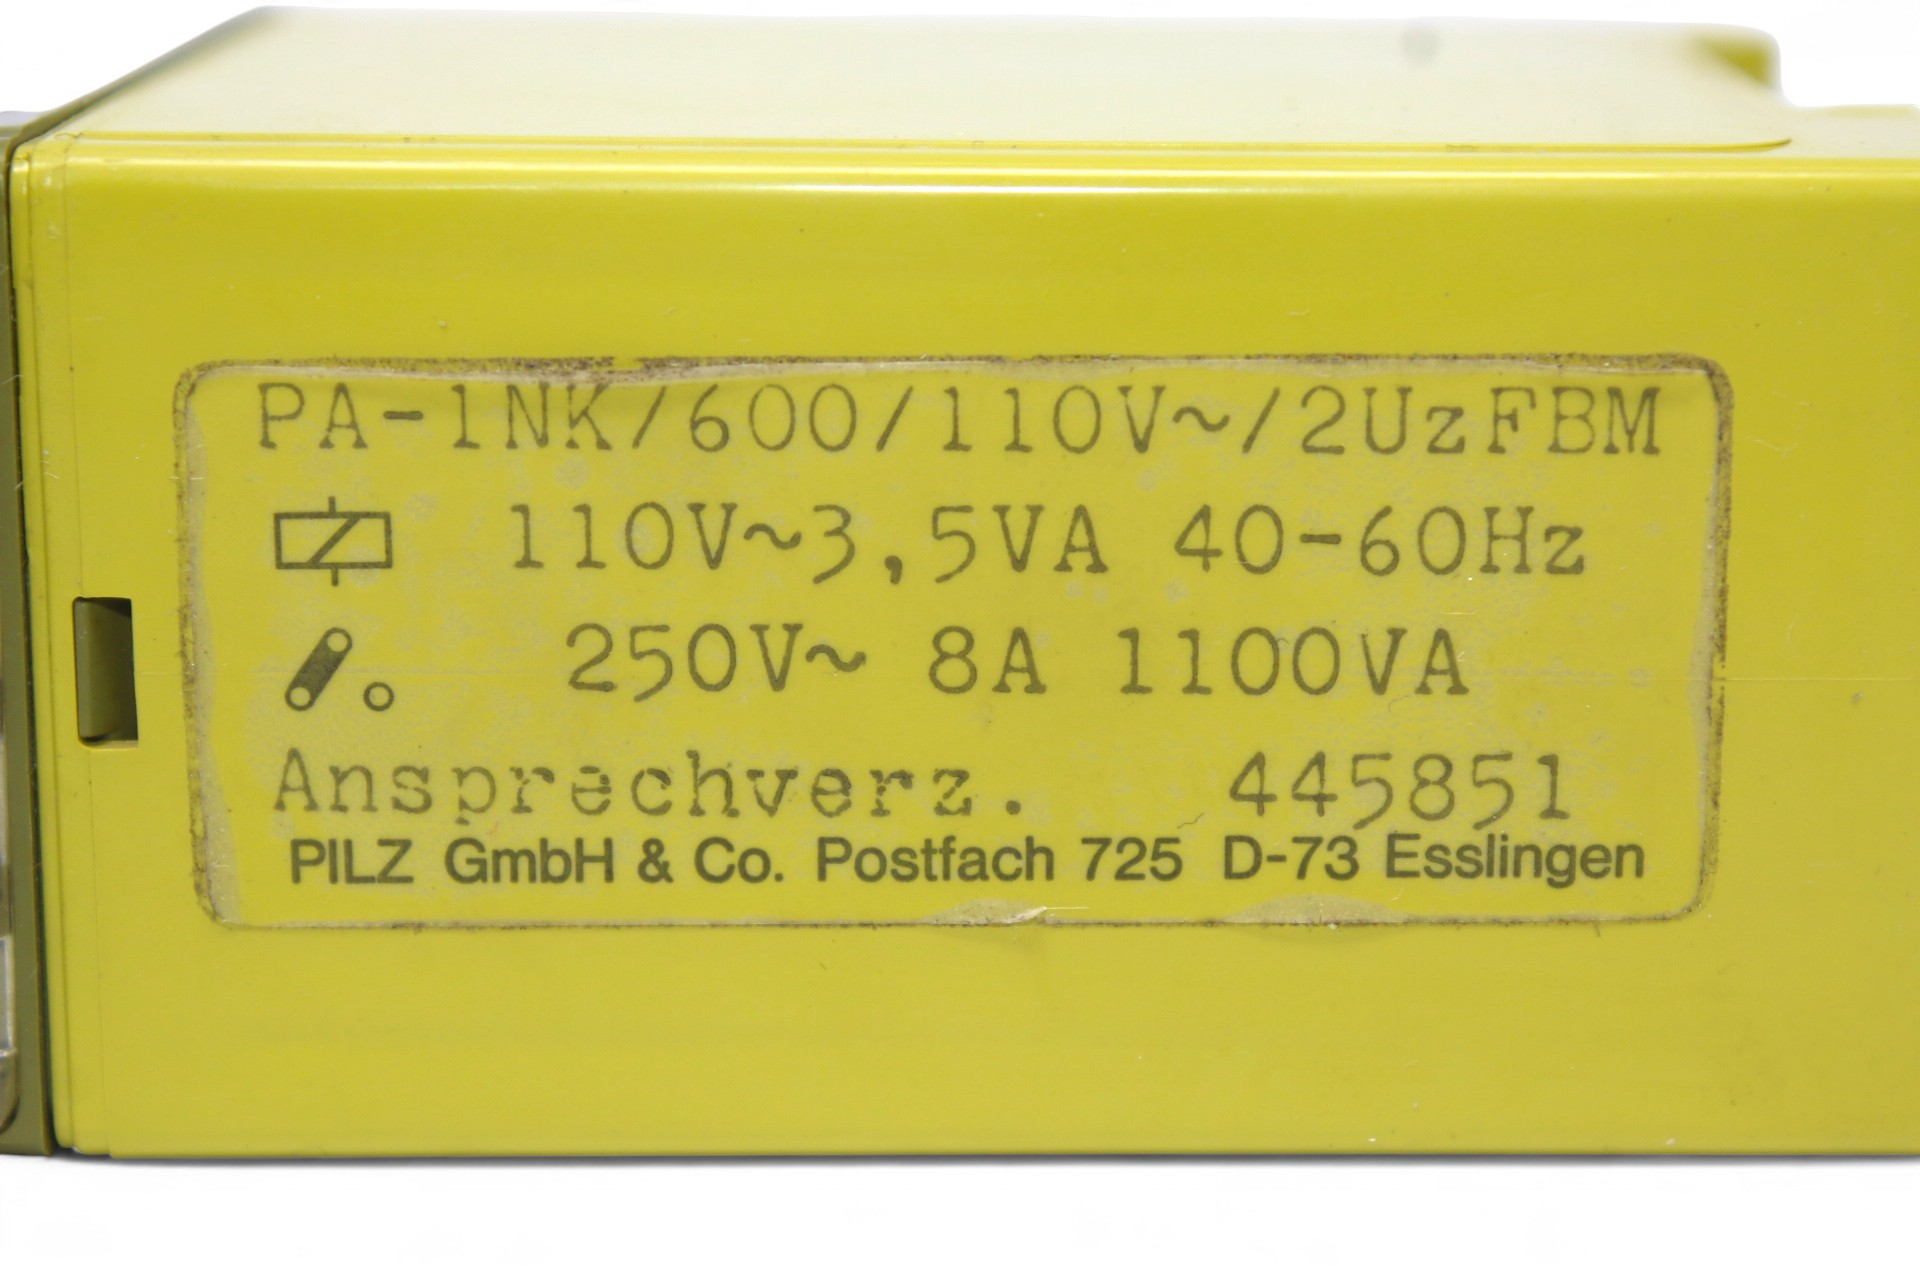 PA-1NK/600/110V~/2UzFBM
110V~3,5VA 40-60Hz
250V~ 8A 1100VA
Ansprechverz. 445851
PILZ GmbH & Co. Postfach 725 D-73 Esslingen